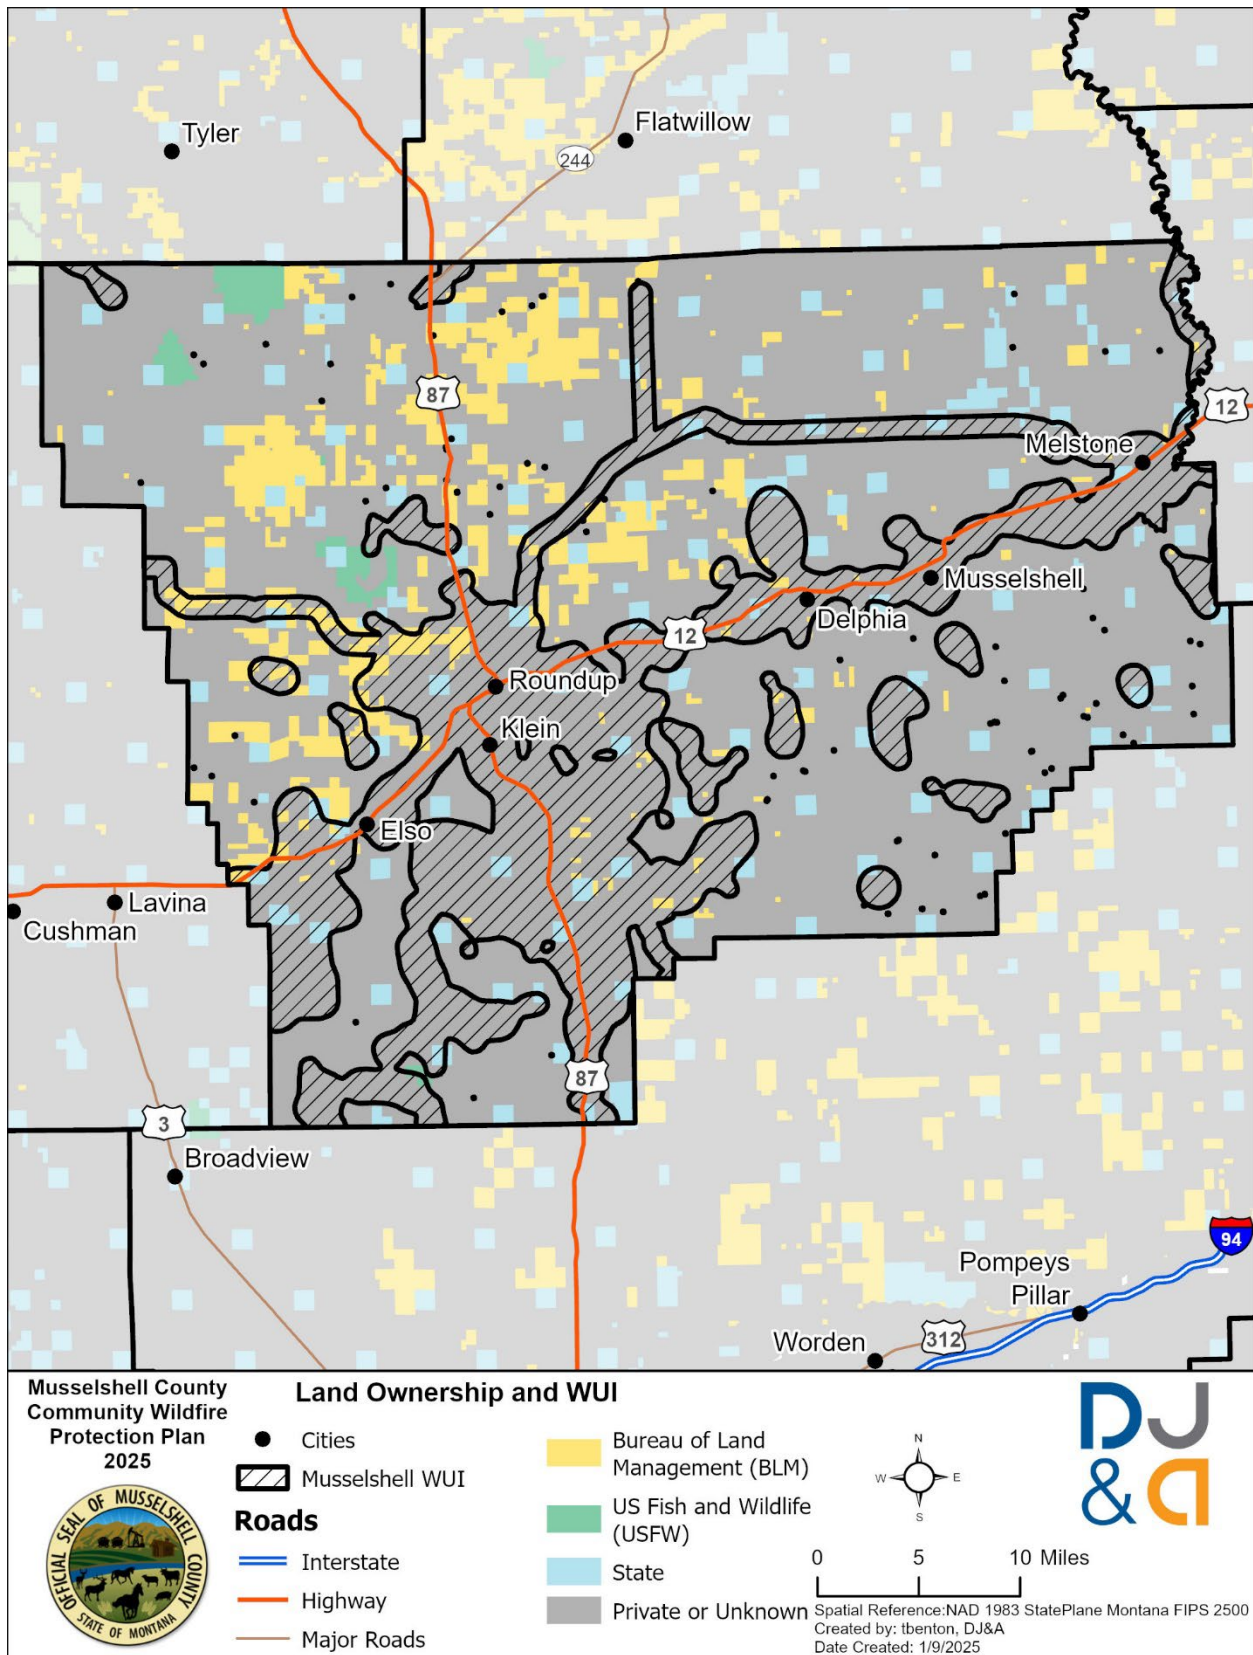 Tyler
Flatwillow
244
87
12
Melstone
Musselshell
Delphia
12
Roundup
Klein
Elso
Lavina
Cushman
87
3
Broadview
94
Pompeys
Pillar
312
Worden
Musselshell County
Community Wildfire
Protection Plan
2025
OFFICIAL SEAL OF MUSSELSHELL COUNTY
STATE OF MONTANA
Land Ownership and WUI
Cities
Musselshell WUI
Roads
Interstate
Highway
Major Roads
Bureau of Land
Management (BLM)
US Fish and Wildlife
(USFW)
State
Private or Unknown
N
W E
S
0 5 10 Miles
Spatial Reference:NAD 1983 StatePlane Montana FIPS 2500
Created by: tbenton, DJ&A
Date Created: 1/9/2025
DJ
&a